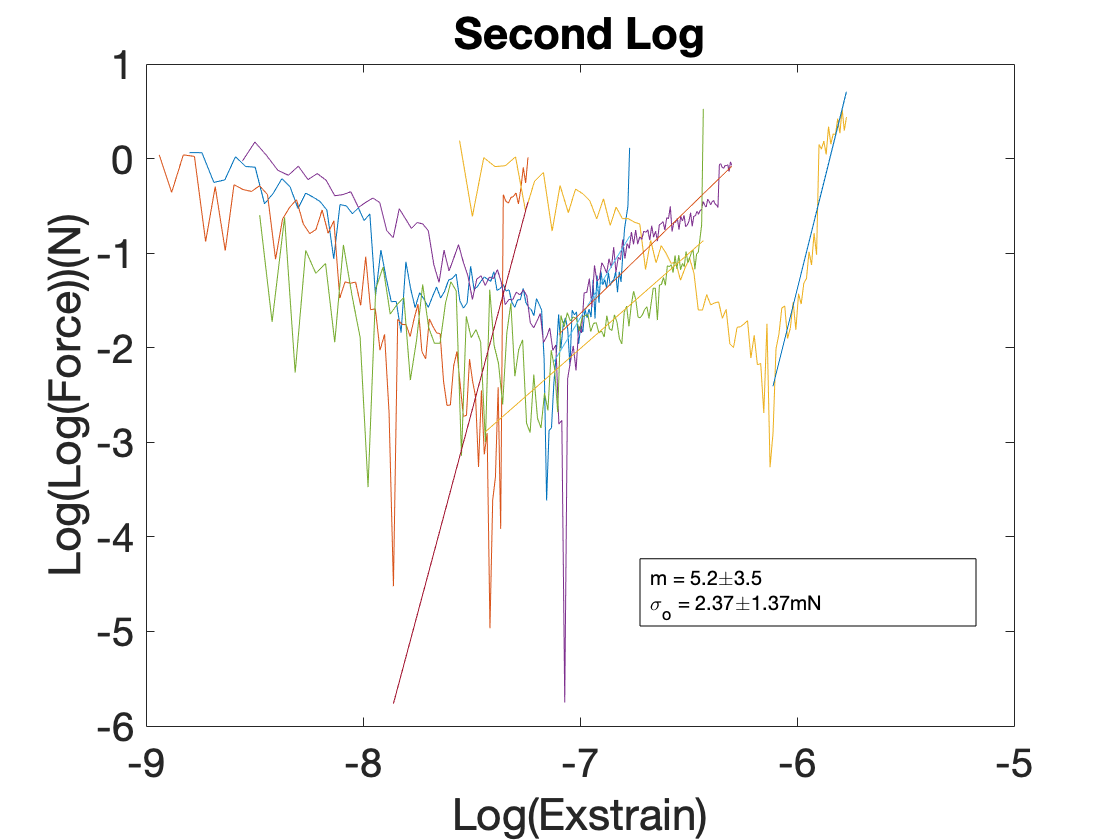 Second Log
Log(Log(Force))(N)
1
0
-1
-2
-3
-4
-5
-6
m = 5.2±3.5
σo = 2.37±1.37mN
-9 -8 -7 -6 -5
Log(Exstrain)